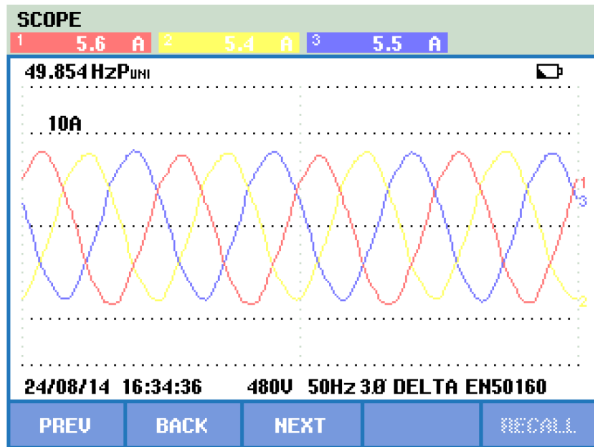 SCOPE
1 5.6 A 2 5.4 A 3 5.5 A
49.854 HzPUNI
10A
1
3
2
24/08/14 16:34:36 480V 50Hz 3Ø DELTA EN50160
PREV BACK NEXT RECALL